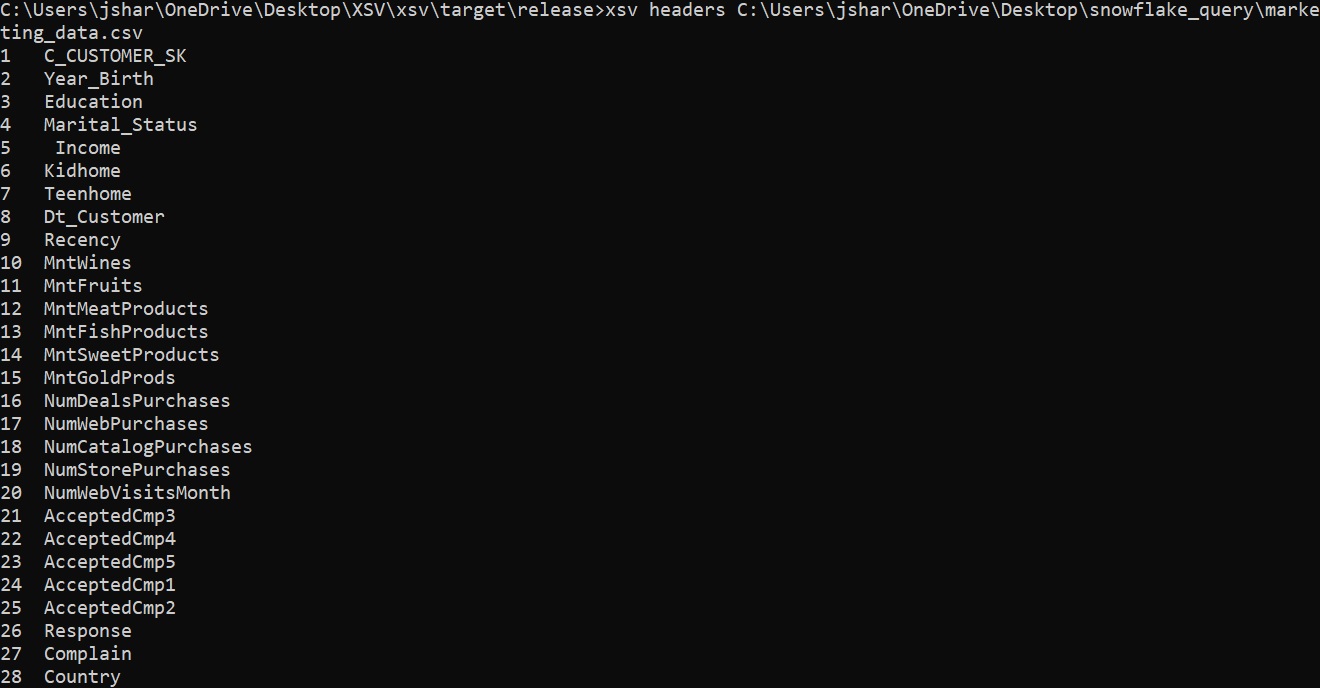 C:\Users\jshar\OneDrive\Desktop\XSV\xsv\target\release>xsv headers C:\Users\jshar\OneDrive\Desktop\snowflake_query\marke
ting_data.csv
1   C_CUSTOMER_SK
2   Year_Birth
3   Education
4   Marital_Status
5    Income
6   Kidhome
7   Teenhome
8   Dt_Customer
9   Recency
10  MntWines
11  MntFruits
12  MntMeatProducts
13  MntFishProducts
14  MntSweetProducts
15  MntGoldProds
16  NumDealsPurchases
17  NumWebPurchases
18  NumCatalogPurchases
19  NumStorePurchases
20  NumWebVisitsMonth
21  AcceptedCmp3
22  AcceptedCmp4
23  AcceptedCmp5
24  AcceptedCmp1
25  AcceptedCmp2
26  Response
27  Complain
28  Country